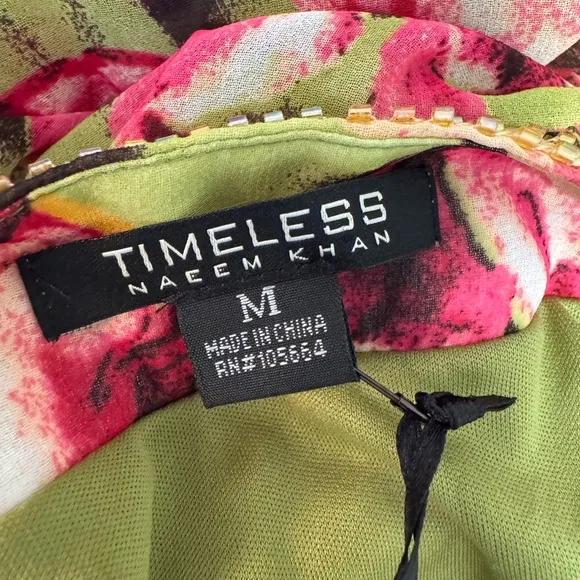 TIMELESS
NAEEM KHAN
M
MADE IN CHINA
RN#105664